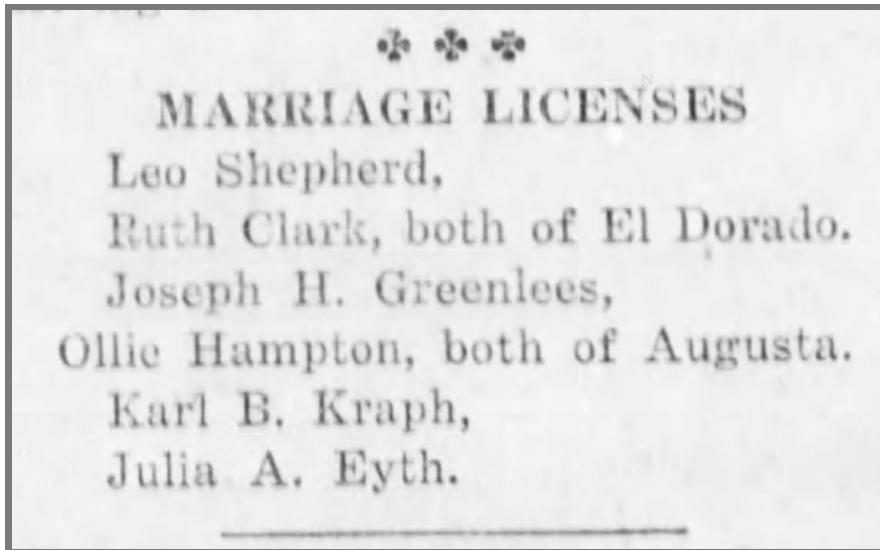 MARRIAGE LICENSES
Leo Shepherd,
Ruth Clark, both of El Dorado.
Joseph H. Greenlees,
Ollie Hampton, both of Augusta.
Karl B. Kraph,
Julia A. Eyth.